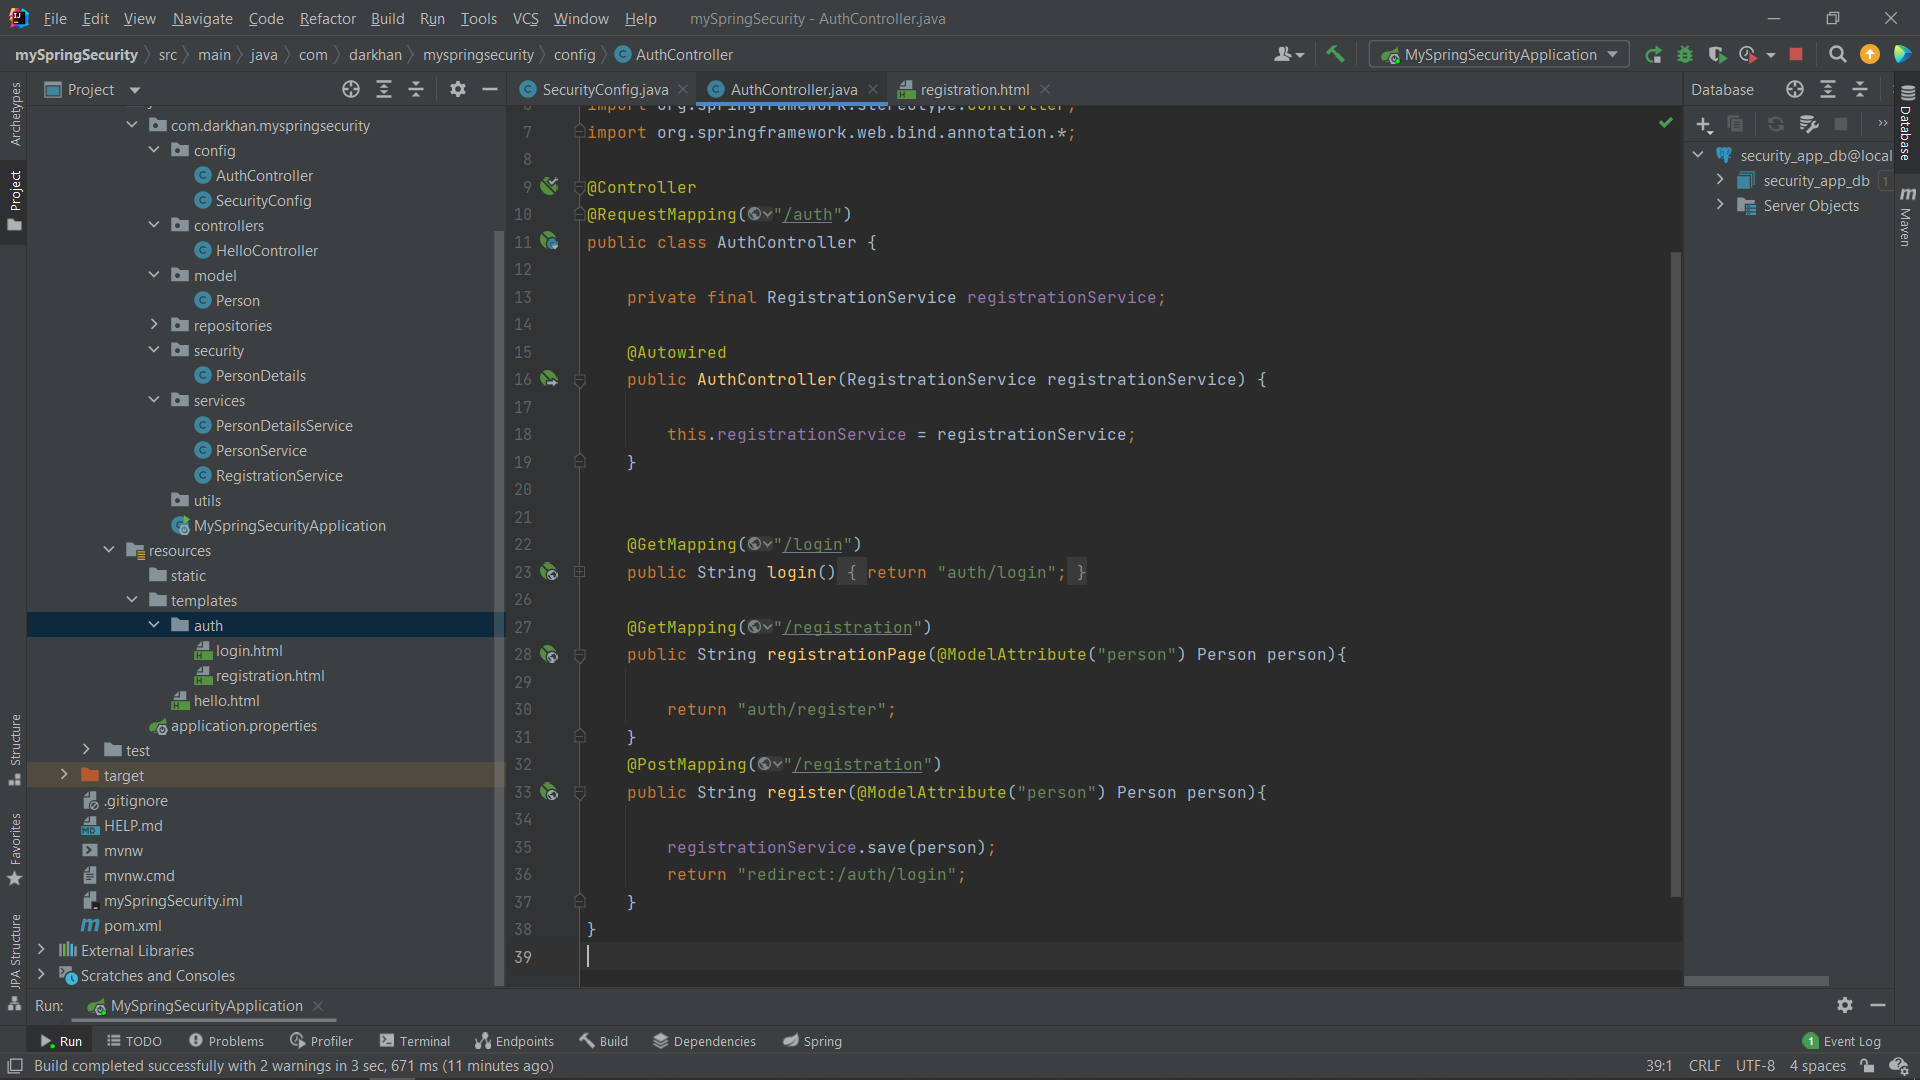 File Edit View Navigate Code Refactor Build Run Tools VCS Window Help mySpringSecurity - AuthController.java
mySpringSecurity src main java com darkhan myspringsecurity config AuthController MySpringSecurityApplication
Project
SecurityConfig.java AuthController.java registration.html
Database
Archetypes
Project
Structure
Favorites
JPA Structure
com.darkhan.myspringsecurity
config
AuthController
SecurityConfig
controllers
HelloController
model
Person
repositories
security
PersonDetails
services
PersonDetailsService
PersonService
RegistrationService
utils
MySpringSecurityApplication
resources
static
templates
auth
login.html
registration.html
hello.html
application.properties
test
target
.gitignore
HELP.md
mvnw
mvnw.cmd
mySpringSecurity.iml
pom.xml
External Libraries
Scratches and Consoles
import org.springframework.stereotype.Controller;
7 import org.springframework.web.bind.annotation.*;
8
9 @Controller
10 @RequestMapping("/auth")
11 public class AuthController {
12
13 private final RegistrationService registrationService;
14
15 @Autowired
16 public AuthController(RegistrationService registrationService) {
17
18 this.registrationService = registrationService;
19 }
20
21
22 @GetMapping("/login")
23 public String login() { return "auth/login"; }
26
27 @GetMapping("/registration")
28 public String registrationPage(@ModelAttribute("person") Person person){
29
30 return "auth/register";
31 }
32 @PostMapping("/registration")
33 public String register(@ModelAttribute("person") Person person){
34
35 registrationService.save(person);
36 return "redirect:/auth/login";
37 }
38 }
39
security_app_db@local
security_app_db 1
Server Objects
Database
Maven
Run: MySpringSecurityApplication
Run TODO Problems Profiler Terminal Endpoints Build Dependencies Spring 1 Event Log
Build completed successfully with 2 warnings in 3 sec, 671 ms (11 minutes ago) 39:1 CRLF UTF-8 4 spaces